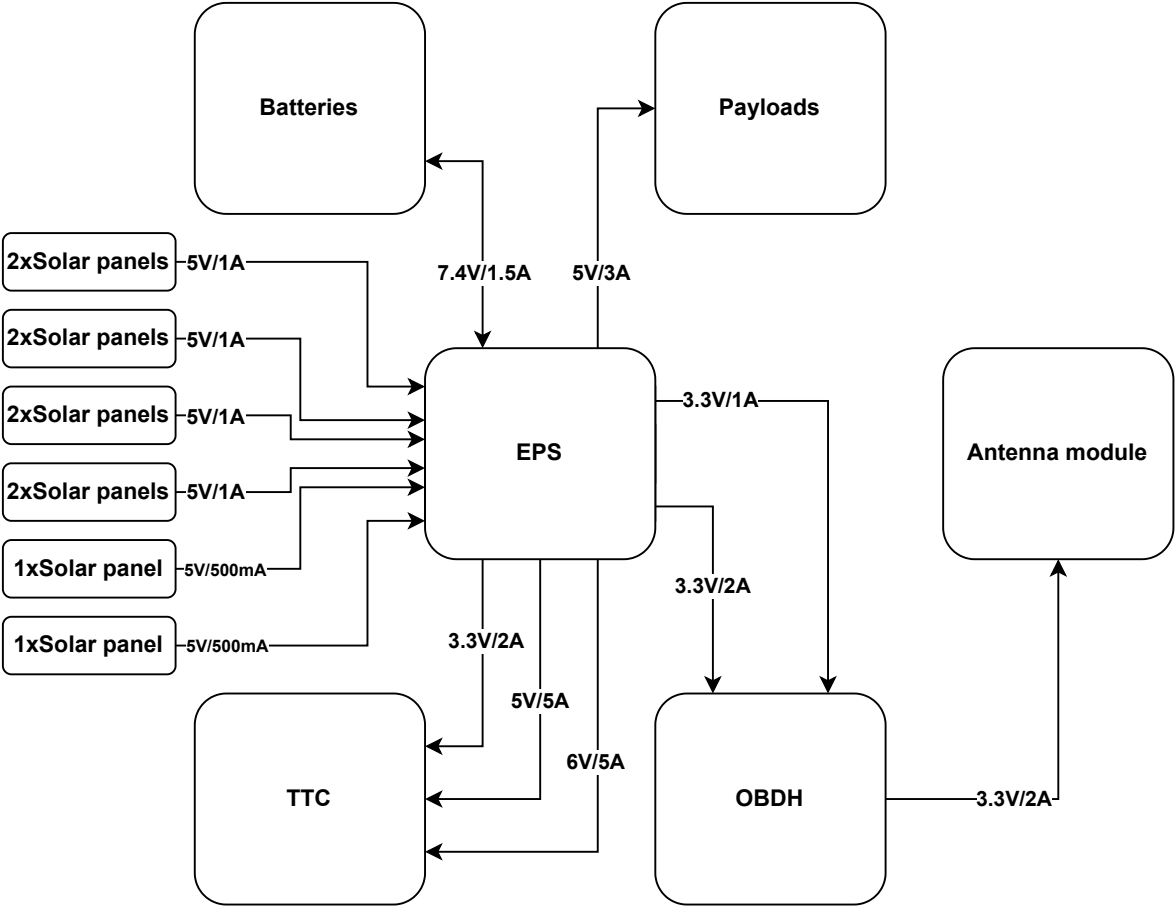 Batteries
Payloads
2xSolar panels
5V/1A
7.4V/1.5A
5V/3A
2xSolar panels
5V/1A
2xSolar panels
5V/1A
3.3V/1A
EPS
Antenna module
2xSolar panels
5V/1A
1xSolar panel
5V/500mA
3.3V/2A
1xSolar panel
5V/500mA
3.3V/2A
5V/5A
6V/5A
TTC
OBDH
3.3V/2A